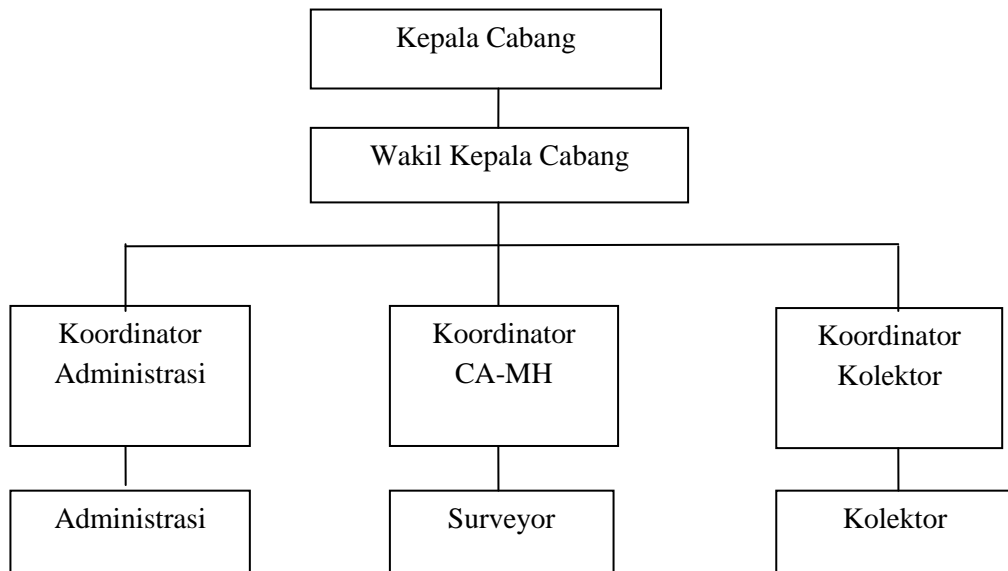 Kepala Cabang
Wakil Kepala Cabang
Koordinator
Administrasi
Koordinator
CA-MH
Koordinator
Kolektor
Administrasi
Surveyor
Kolektor